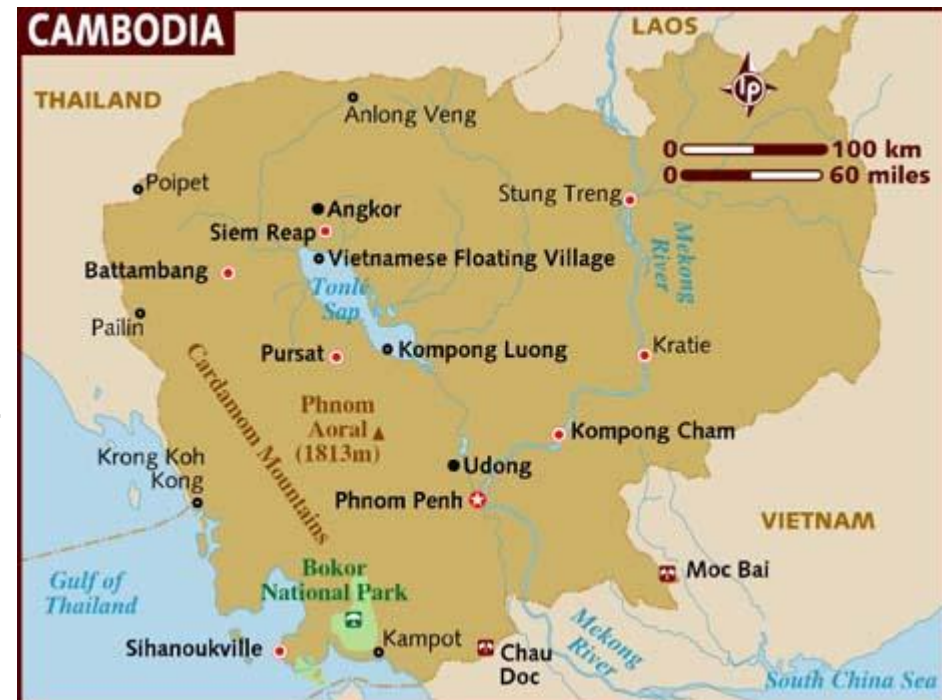 CAMBODIA
LAOS
THAILAND
lp
Anlong Veng
0 100 km
0 60 miles
Poipet
Stung Treng
Angkor
Siem Reap
Mekong
River
Vietnamese Floating Village
Battambang
Tonle
Sap
Pailin
Pursat
Kompong Luong
Kratie
Cardamom Mountains
Phnom
Aoral
(1813m)
Kompong Cham
Krong Koh
Kong
Udong
Phnom Penh
VIETNAM
Gulf of
Thailand
Bokor
National Park
Moc Bai
Mekong
River
Sihanoukville
Kampot
Chau
Doc
South China Sea